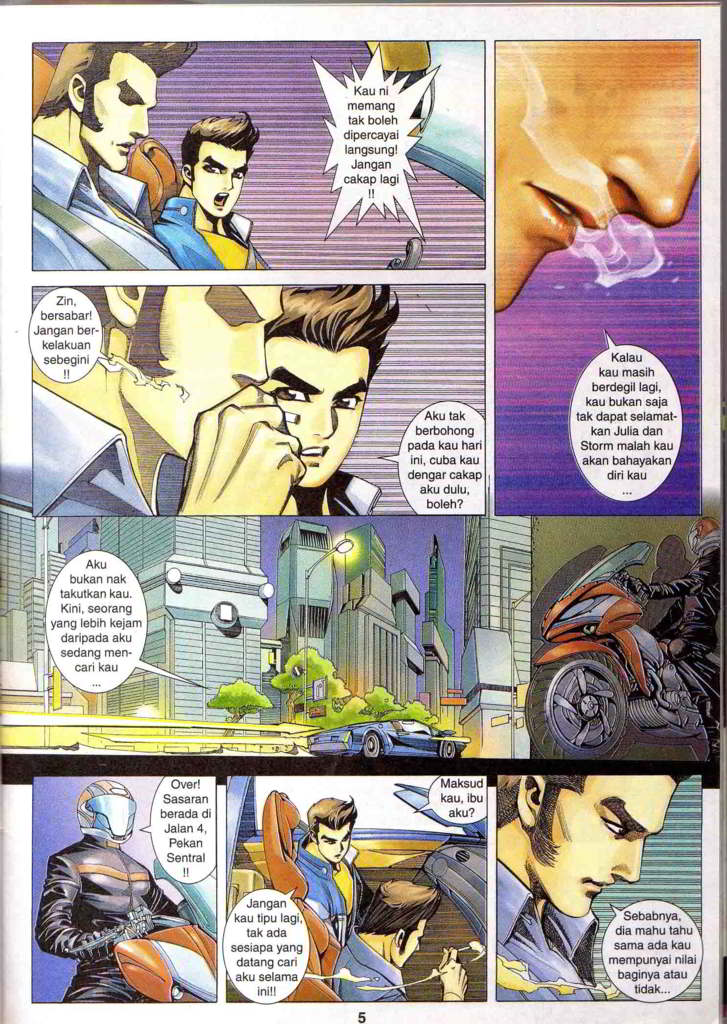 Kau ni
memang
tak boleh
dipercayai
langsung!
Jangan
cakap lagi
!!
Kalau
kau masih
berdegil lagi,
kau bukan saja
tak dapat selamat-
kan Julia dan
Storm malah kau
akan bahayakan
diri kau
...
Zin,
bersabar!
Jangan ber-
kelakuan
sebegini
!!
Aku tak
berbohong
pada kau hari
ini, cuba kau
dengar cakap
aku dulu,
boleh?
Aku
bukan nak
takutkan kau.
Kini, seorang
yang lebih kejam
daripada aku
sedang men-
cari kau
...
Over!
Sasaran
berada di
Jalan 4,
Pekan
Sentral
!!
Maksud
kau, ibu
aku?
Jangan
kau tipu lagi,
tak ada
sesiapa yang
datang cari
aku selama
ini!!
Sebabnya,
dia mahu tahu
sama ada kau
mempunyai nilai
baginya atau
tidak...
5